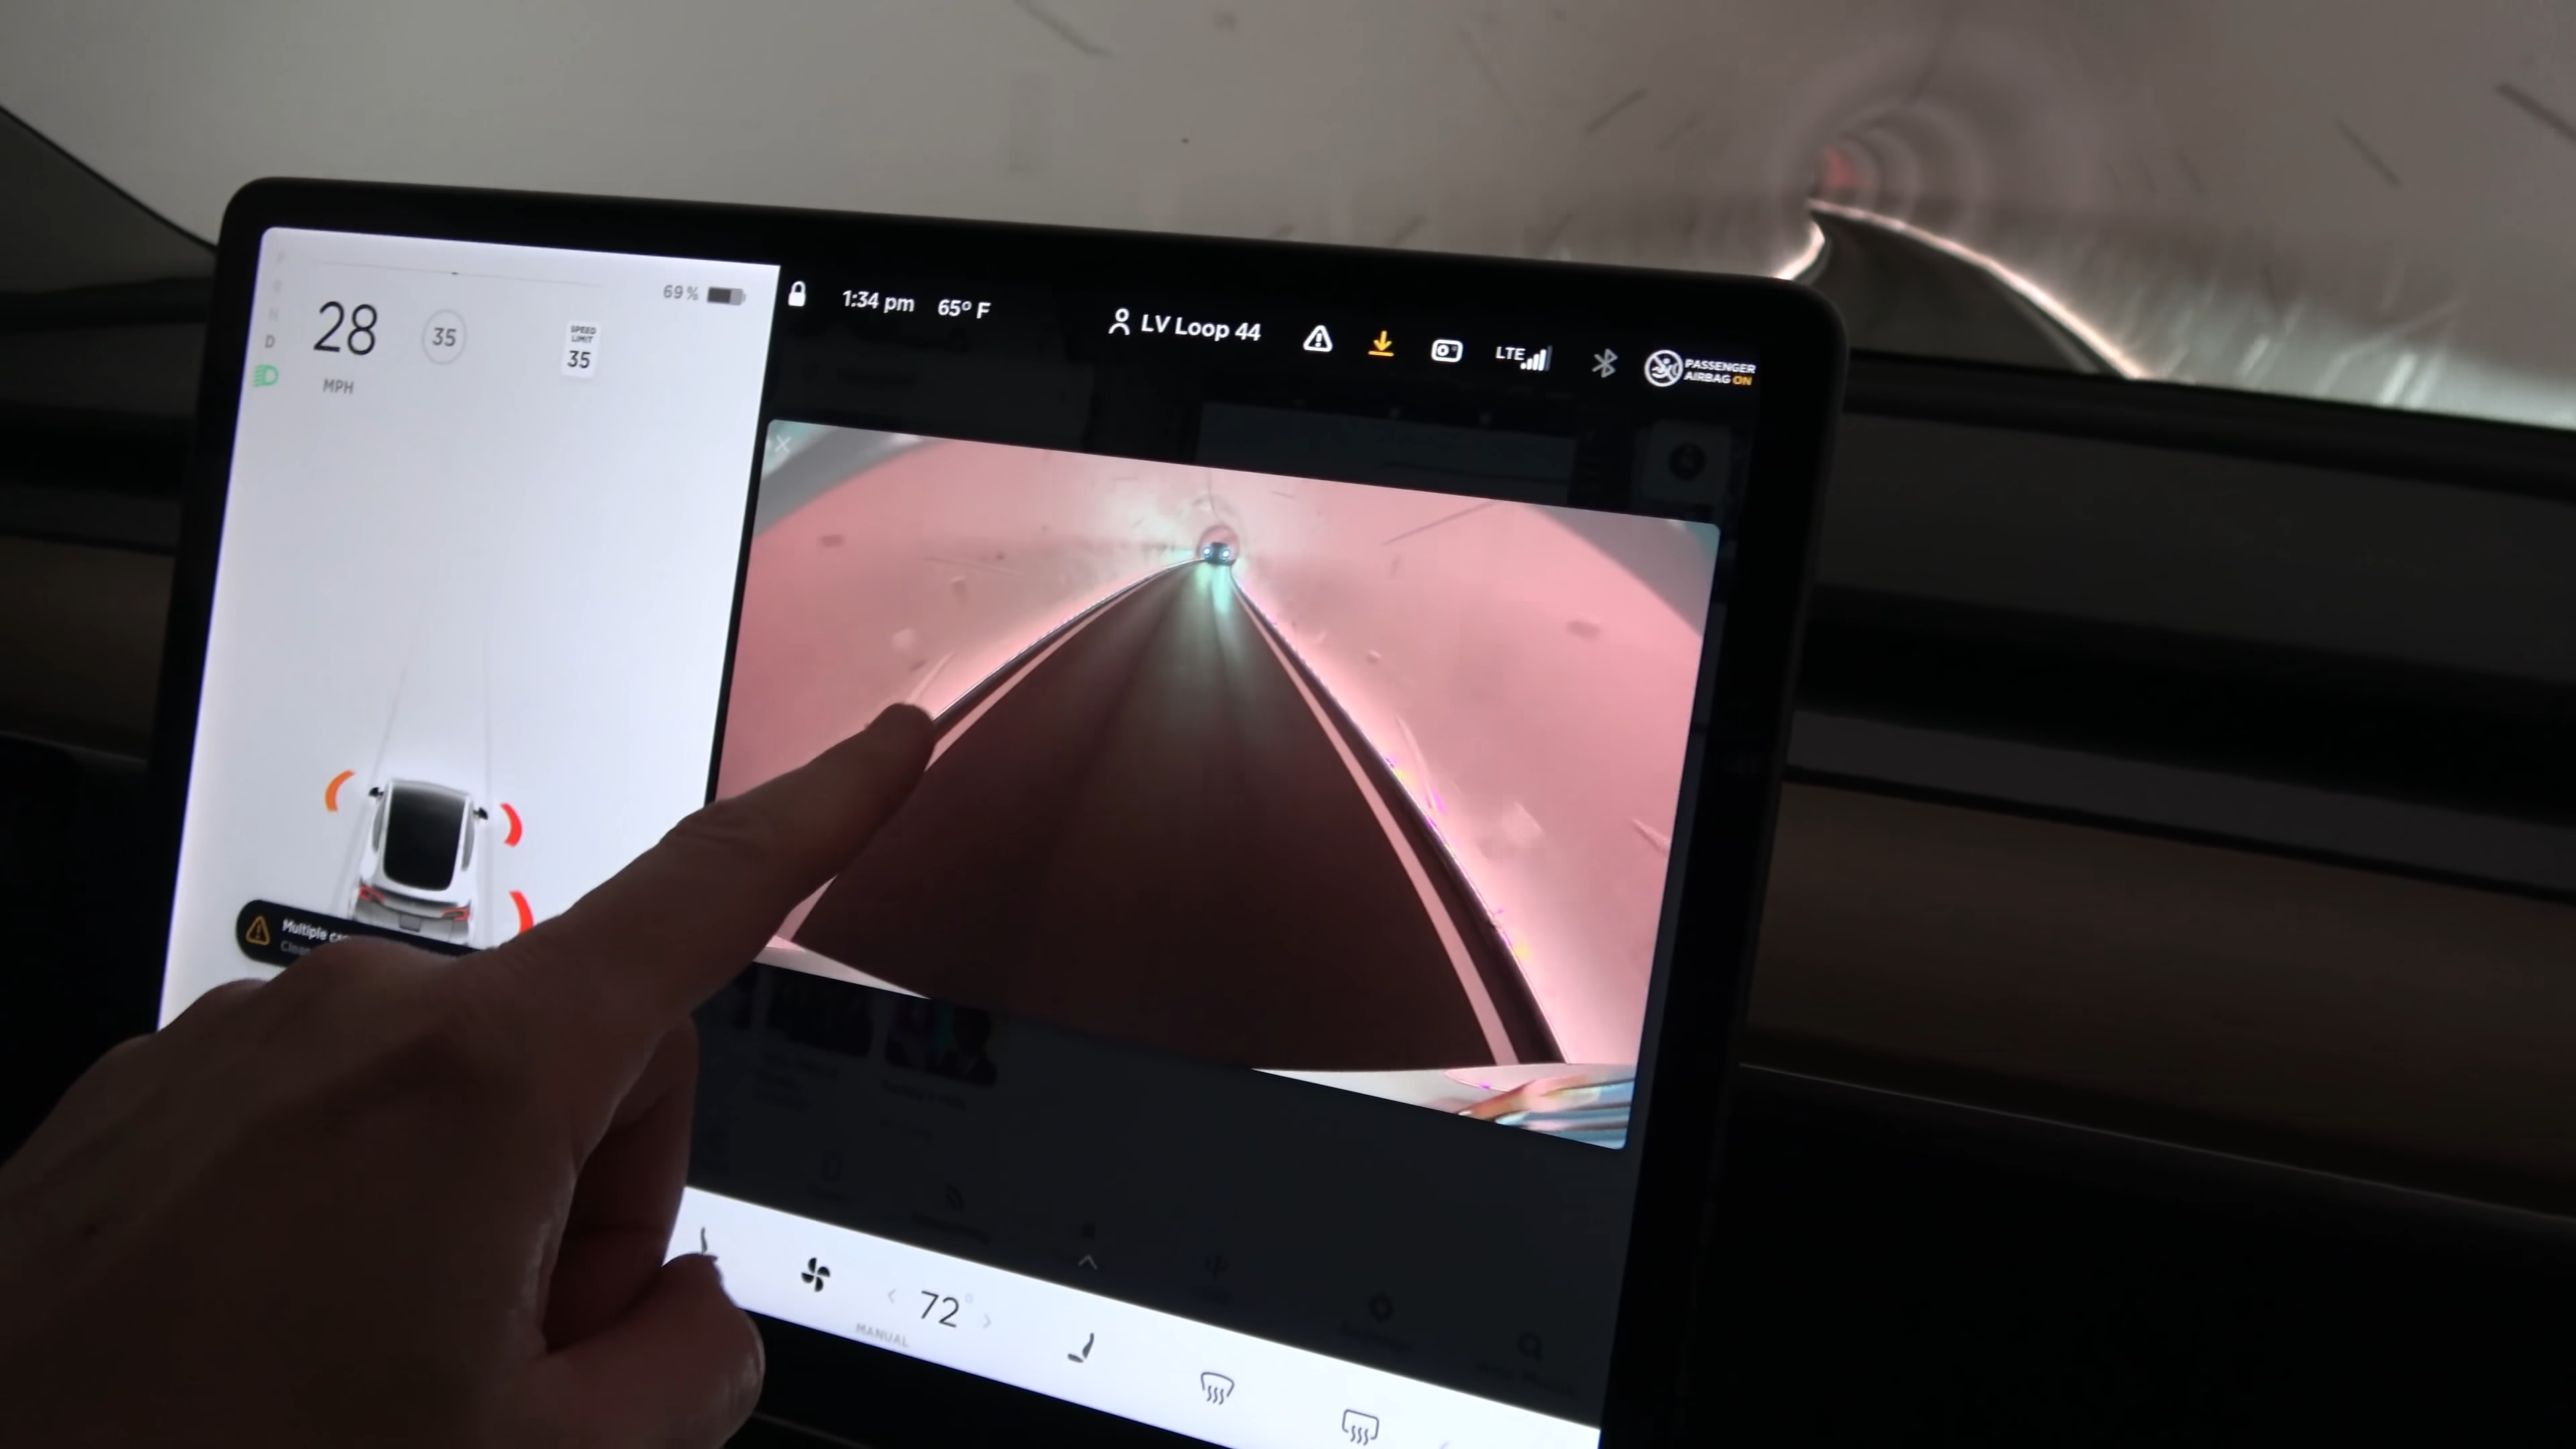 P
R
N
D
28
MPH
35
SPEED
LIMIT
35
69%
1:34 pm
65° F
LV Loop 44
LTE
PASSENGER
AIRBAG ON
Multiple
72°
MANUAL